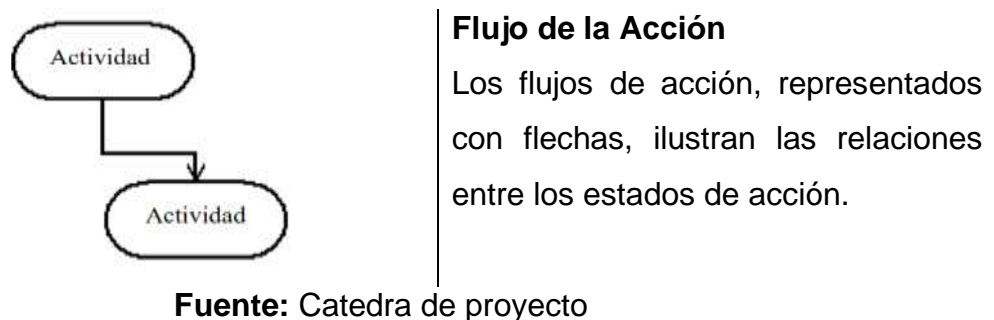 Actividad
Actividad
Flujo de la Acción
Los flujos de acción, representados
con flechas, ilustran las relaciones
entre los estados de acción.
Fuente: Catedra de proyecto